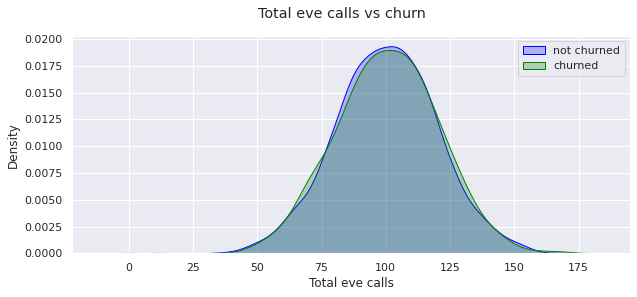 Total eve calls vs churn
not churned
churned
Density
0.0200
0.0175
0.0150
0.0125
0.0100
0.0075
0.0050
0.0025
0.0000
0 25 50 75 100 125 150 175
Total eve calls